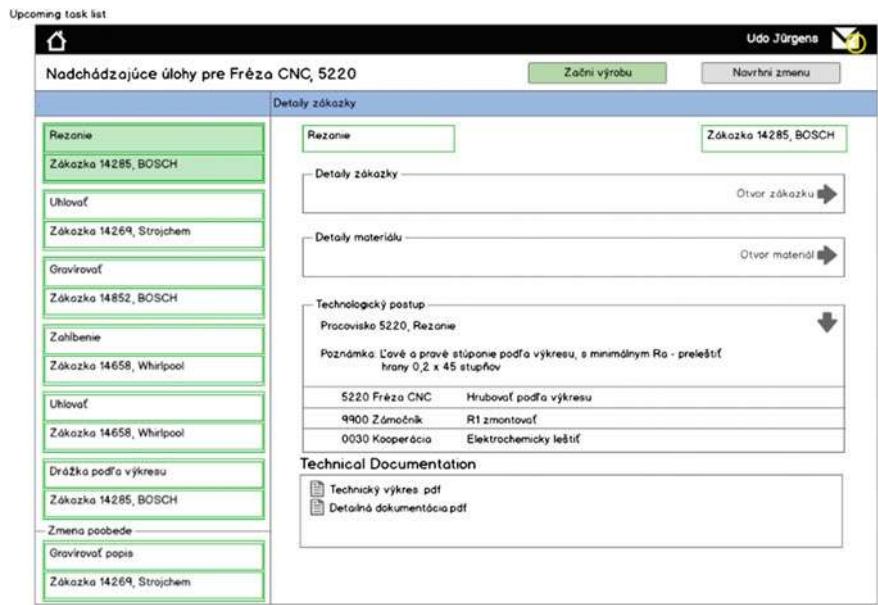 Upcoming task list
Udo Jürgens
Nadchádzajúce úlohy pre Fréza CNC, 5220
Začni výrobu
Navrhni zmenu
Detaily zákazky
Rezanie
Zákazka 14285, BOSCH
Uhlovať
Zákazka 14269, Strojchem
Gravírovať
Zákazka 14852, BOSCH
Zahĺbenie
Zákazka 14658, Whirlpool
Uhlovať
Zákazka 14658, Whirlpool
Drážka podľa výkresu
Zákazka 14285, BOSCH
Zmena poobede
Gravírovať popis
Zákazka 14269, Strojchem
Rezanie
Zákazka 14285, BOSCH
Detaily zákazky
Otvor zákazku
Detaily materiálu
Otvor materiál
Technologický postup
Pracovisko 5220, Rezanie
Poznámka: Ľavé a pravé stúpanie podľa výkresu, s minimálnym Ra - preleštiť
hrany 0,2 x 45 stupňov
5220 Fréza CNC Hrubovať podľa výkresu
9900 Zámočník R1 zmontovať
0030 Kooperácia Elektrochemicky leštiť
Technical Documentation
Technický výkres.pdf
Detailná dokumentácia.pdf